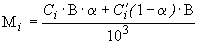 Mᵢ = (Cᵢ · B · α + C′ᵢ(1 − α) · B) / 10³